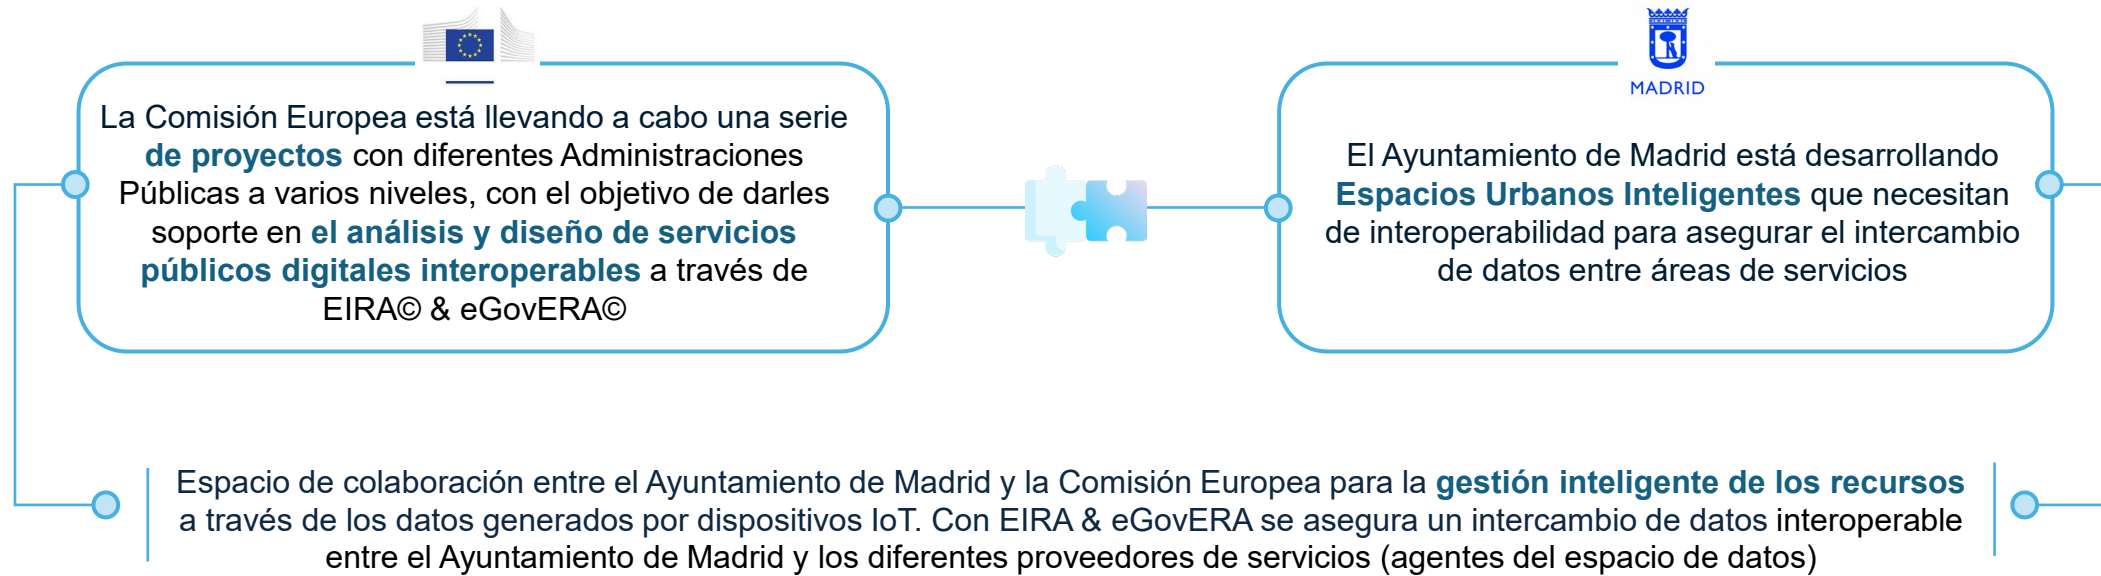 MADRID
La Comisión Europea está llevando a cabo una serie
de proyectos con diferentes Administraciones
Públicas a varios niveles, con el objetivo de darles
soporte en el análisis y diseño de servicios
públicos digitales interoperables a través de
EIRA© & eGovERA©
El Ayuntamiento de Madrid está desarrollando
Espacios Urbanos Inteligentes que necesitan
de interoperabilidad para asegurar el intercambio
de datos entre áreas de servicios
Espacio de colaboración entre el Ayuntamiento de Madrid y la Comisión Europea para la gestión inteligente de los recursos
a través de los datos generados por dispositivos IoT. Con EIRA & eGovERA se asegura un intercambio de datos interoperable
entre el Ayuntamiento de Madrid y los diferentes proveedores de servicios (agentes del espacio de datos)